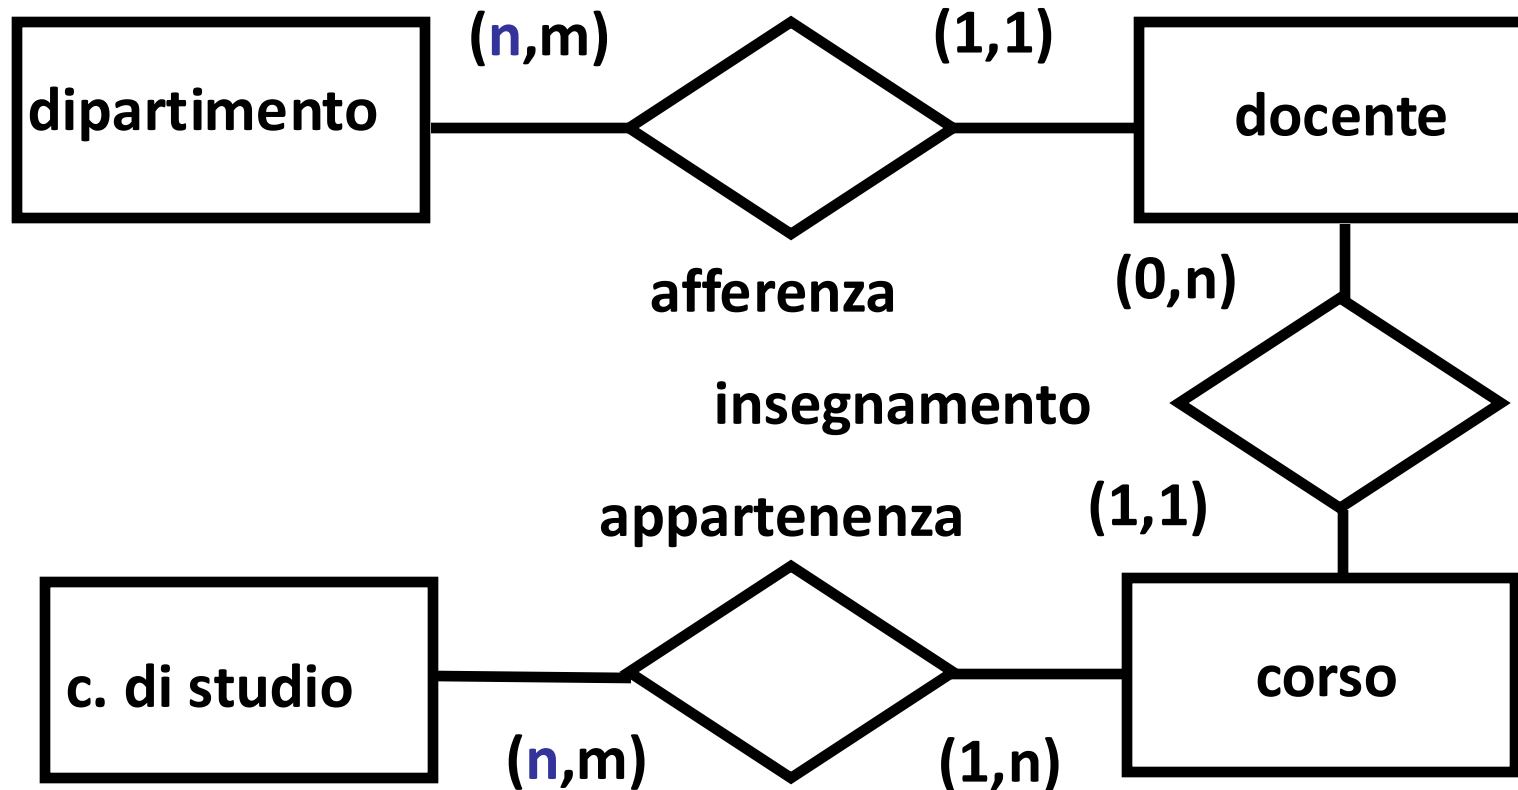 (n,m)
(1,1)
dipartimento
docente
afferenza
(0,n)
insegnamento
appartenenza
(1,1)
c. di studio
corso
(n,m)
(1,n)